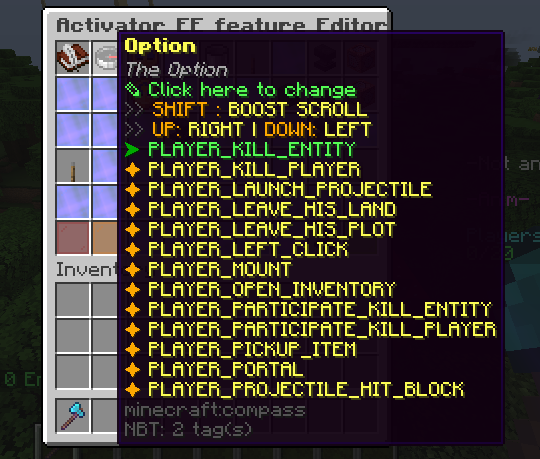 Activator EF feature Editor
Option
The Option
✎ Click here to change
>> SHIFT : BOOST SCROLL
>> UP: RIGHT | DOWN: LEFT
➤ PLAYER_KILL_ENTITY
✦ PLAYER_KILL_PLAYER
✦ PLAYER_LAUNCH_PROJECTILE
✦ PLAYER_LEAVE_HIS_LAND
✦ PLAYER_LEAVE_HIS_PLOT
✦ PLAYER_LEFT_CLICK
✦ PLAYER_MOUNT
✦ PLAYER_OPEN_INVENTORY
✦ PLAYER_PARTICIPATE_KILL_ENTITY
✦ PLAYER_PARTICIPATE_KILL_PLAYER
✦ PLAYER_PICKUP_ITEM
✦ PLAYER_PORTAL
✦ PLAYER_PROJECTILE_HIT_BLOCK
minecraft:compass
NBT: 2 tag(s)
Invent